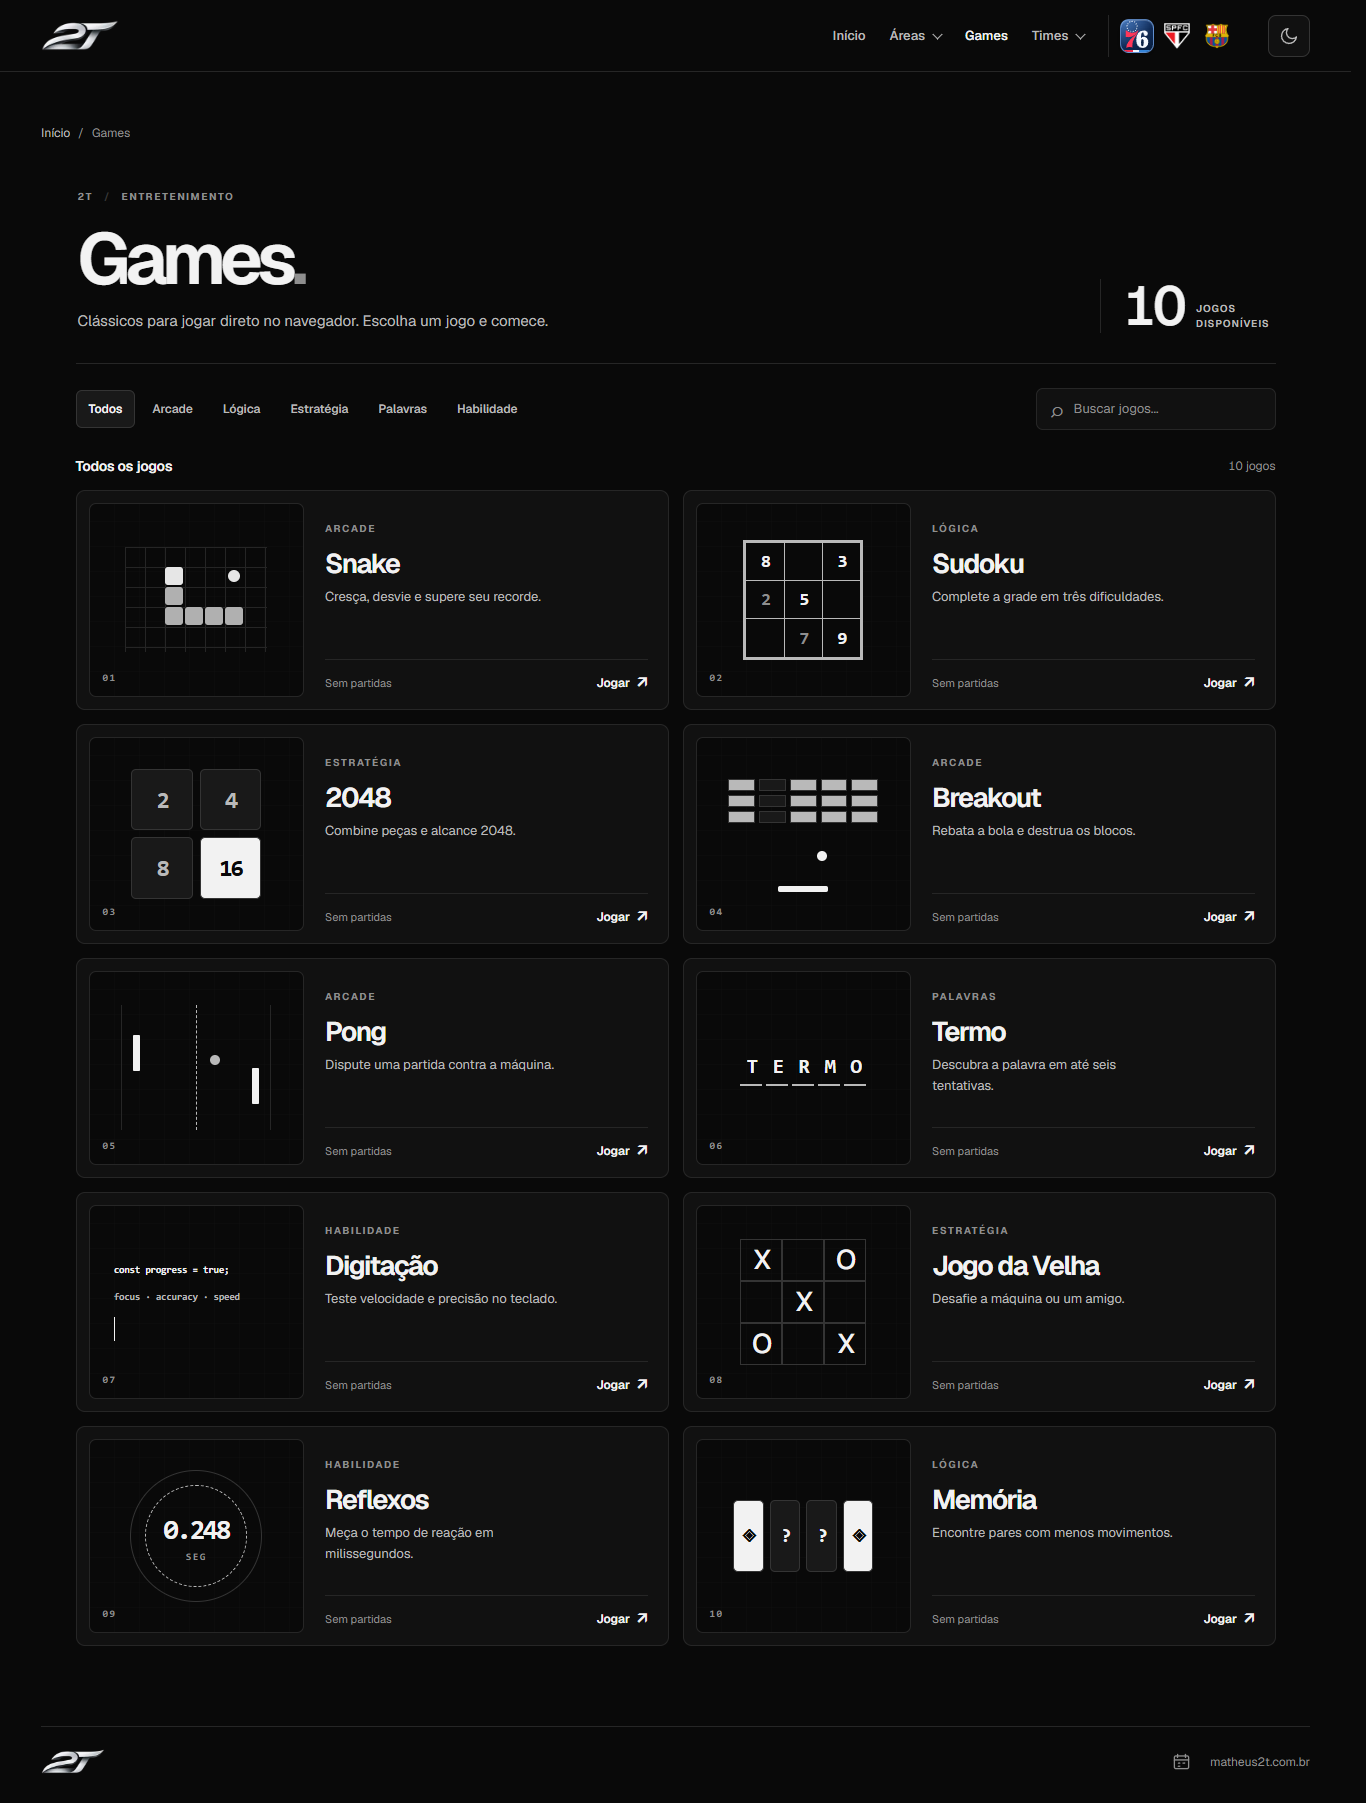 2T
Início
Áreas
Games
Times
76
SPFC
Início / Games
2T / ENTRETENIMENTO
Games.
Clássicos para jogar direto no navegador. Escolha um jogo e comece.
10 JOGOS DISPONÍVEIS
Todos
Arcade
Lógica
Estratégia
Palavras
Habilidade
Buscar jogos...
Todos os jogos
10 jogos
01
ARCADE
Snake
Cresça, desvie e supere seu recorde.
Sem partidas
Jogar
8 3
2 5
7 9
02
LÓGICA
Sudoku
Complete a grade em três dificuldades.
Sem partidas
Jogar
2 4
8 16
03
ESTRATÉGIA
2048
Combine peças e alcance 2048.
Sem partidas
Jogar
04
ARCADE
Breakout
Rebata a bola e destrua os blocos.
Sem partidas
Jogar
05
ARCADE
Pong
Dispute uma partida contra a máquina.
Sem partidas
Jogar
T E R M O
06
PALAVRAS
Termo
Descubra a palavra em até seis
tentativas.
Sem partidas
Jogar
const progress = true;
focus · accuracy · speed
07
HABILIDADE
Digitação
Teste velocidade e precisão no teclado.
Sem partidas
Jogar
X O
X
O X
08
ESTRATÉGIA
Jogo da Velha
Desafie a máquina ou um amigo.
Sem partidas
Jogar
0.248
SEG
09
HABILIDADE
Reflexos
Meça o tempo de reação em
milissegundos.
Sem partidas
Jogar
? ?
10
LÓGICA
Memória
Encontre pares com menos movimentos.
Sem partidas
Jogar
2T
matheus2t.com.br